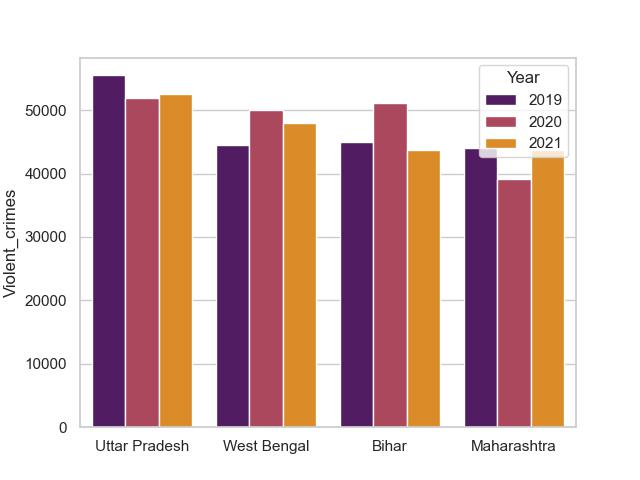 Year
2019
2020
2021
50000
40000
30000
20000
10000
0
Violent_crimes
Uttar Pradesh
West Bengal
Bihar
Maharashtra